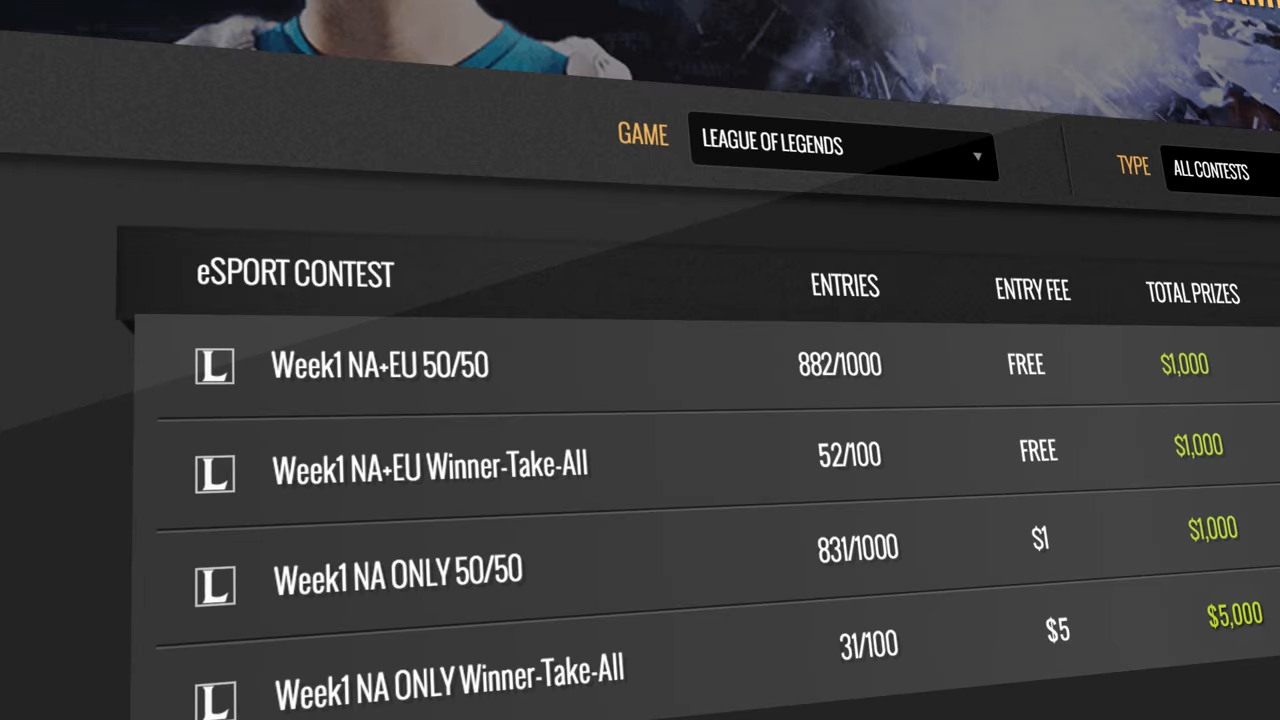 GAME LEAGUE OF LEGENDS TYPE ALL CONTESTS
eSPORT CONTEST ENTRIES ENTRY FEE TOTAL PRIZES
L Week1 NA+EU 50/50 882/1000 FREE $1,000
L Week1 NA+EU Winner-Take-All 52/100 FREE $1,000
L Week1 NA ONLY 50/50 831/1000 $1 $1,000
L Week1 NA ONLY Winner-Take-All 31/100 $5 $5,000